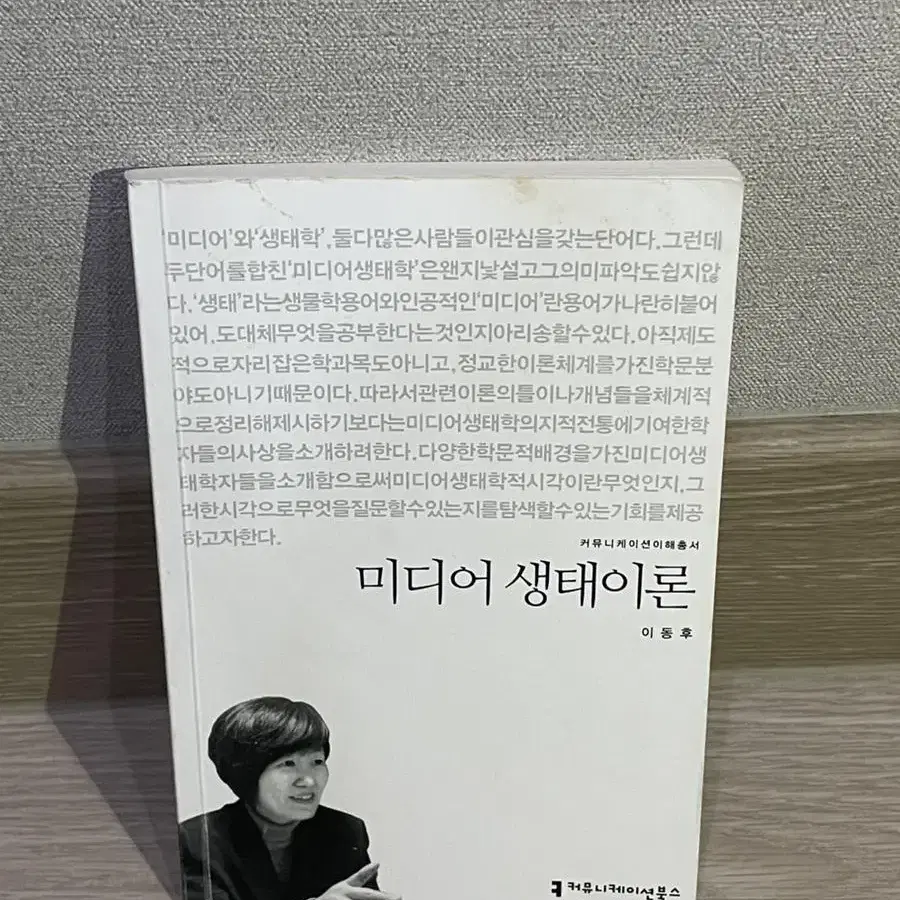 '미디어'와'생태학', 둘다많은사람들이관심을갖는단어다. 그런데
두단어를합친'미디어생태학'은왠지낯설고그의미파악도쉽지않
다. '생태'라는생물학용어와인공적인'미디어'란용어가나란히붙어
있어, 도대체무엇을공부한다는것인지아리송할수있다. 아직제도
적으로자리잡은학과목도아니고, 정교한이론체계를가진학문분
야도아니기때문이다. 따라서관련이론의틀이나개념들을체계적
으로정리해제시하기보다는미디어생태학의지적전통에기여한학
자들의사상을소개하려한다. 다양한학문적배경을가진미디어생
태학자들을소개함으로써미디어생태학적시각이란무엇인지, 그
러한시각으로무엇을질문할수있는지를탐색할수있는기회를제공
하고자한다.
커뮤니케이션이해총서
미디어 생태이론
이동후
커뮤니케이션북스